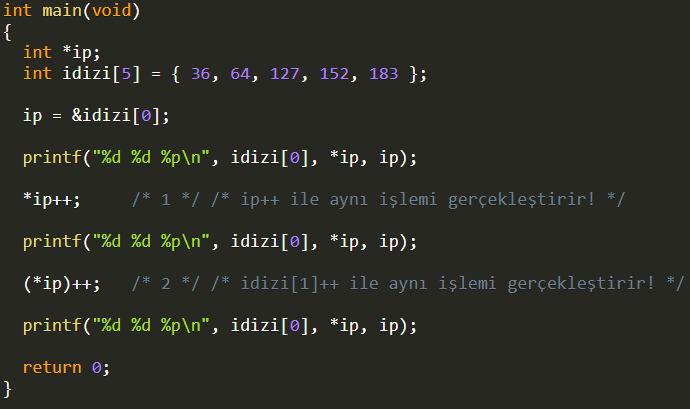 int main(void)
{
int *ip;
int idizi[5] = { 36, 64, 127, 152, 183 };
ip = &idizi[0];
printf("%d %d %p\n", idizi[0], *ip, ip);
*ip++; /* 1 */ /* ip++ ile aynı işlemi gerçekleştirir! */
printf("%d %d %p\n", idizi[0], *ip, ip);
(*ip)++; /* 2 */ /* idizi[1]++ ile aynı işlemi gerçekleştirir! */
printf("%d %d %p\n", idizi[0], *ip, ip);
return 0;
}